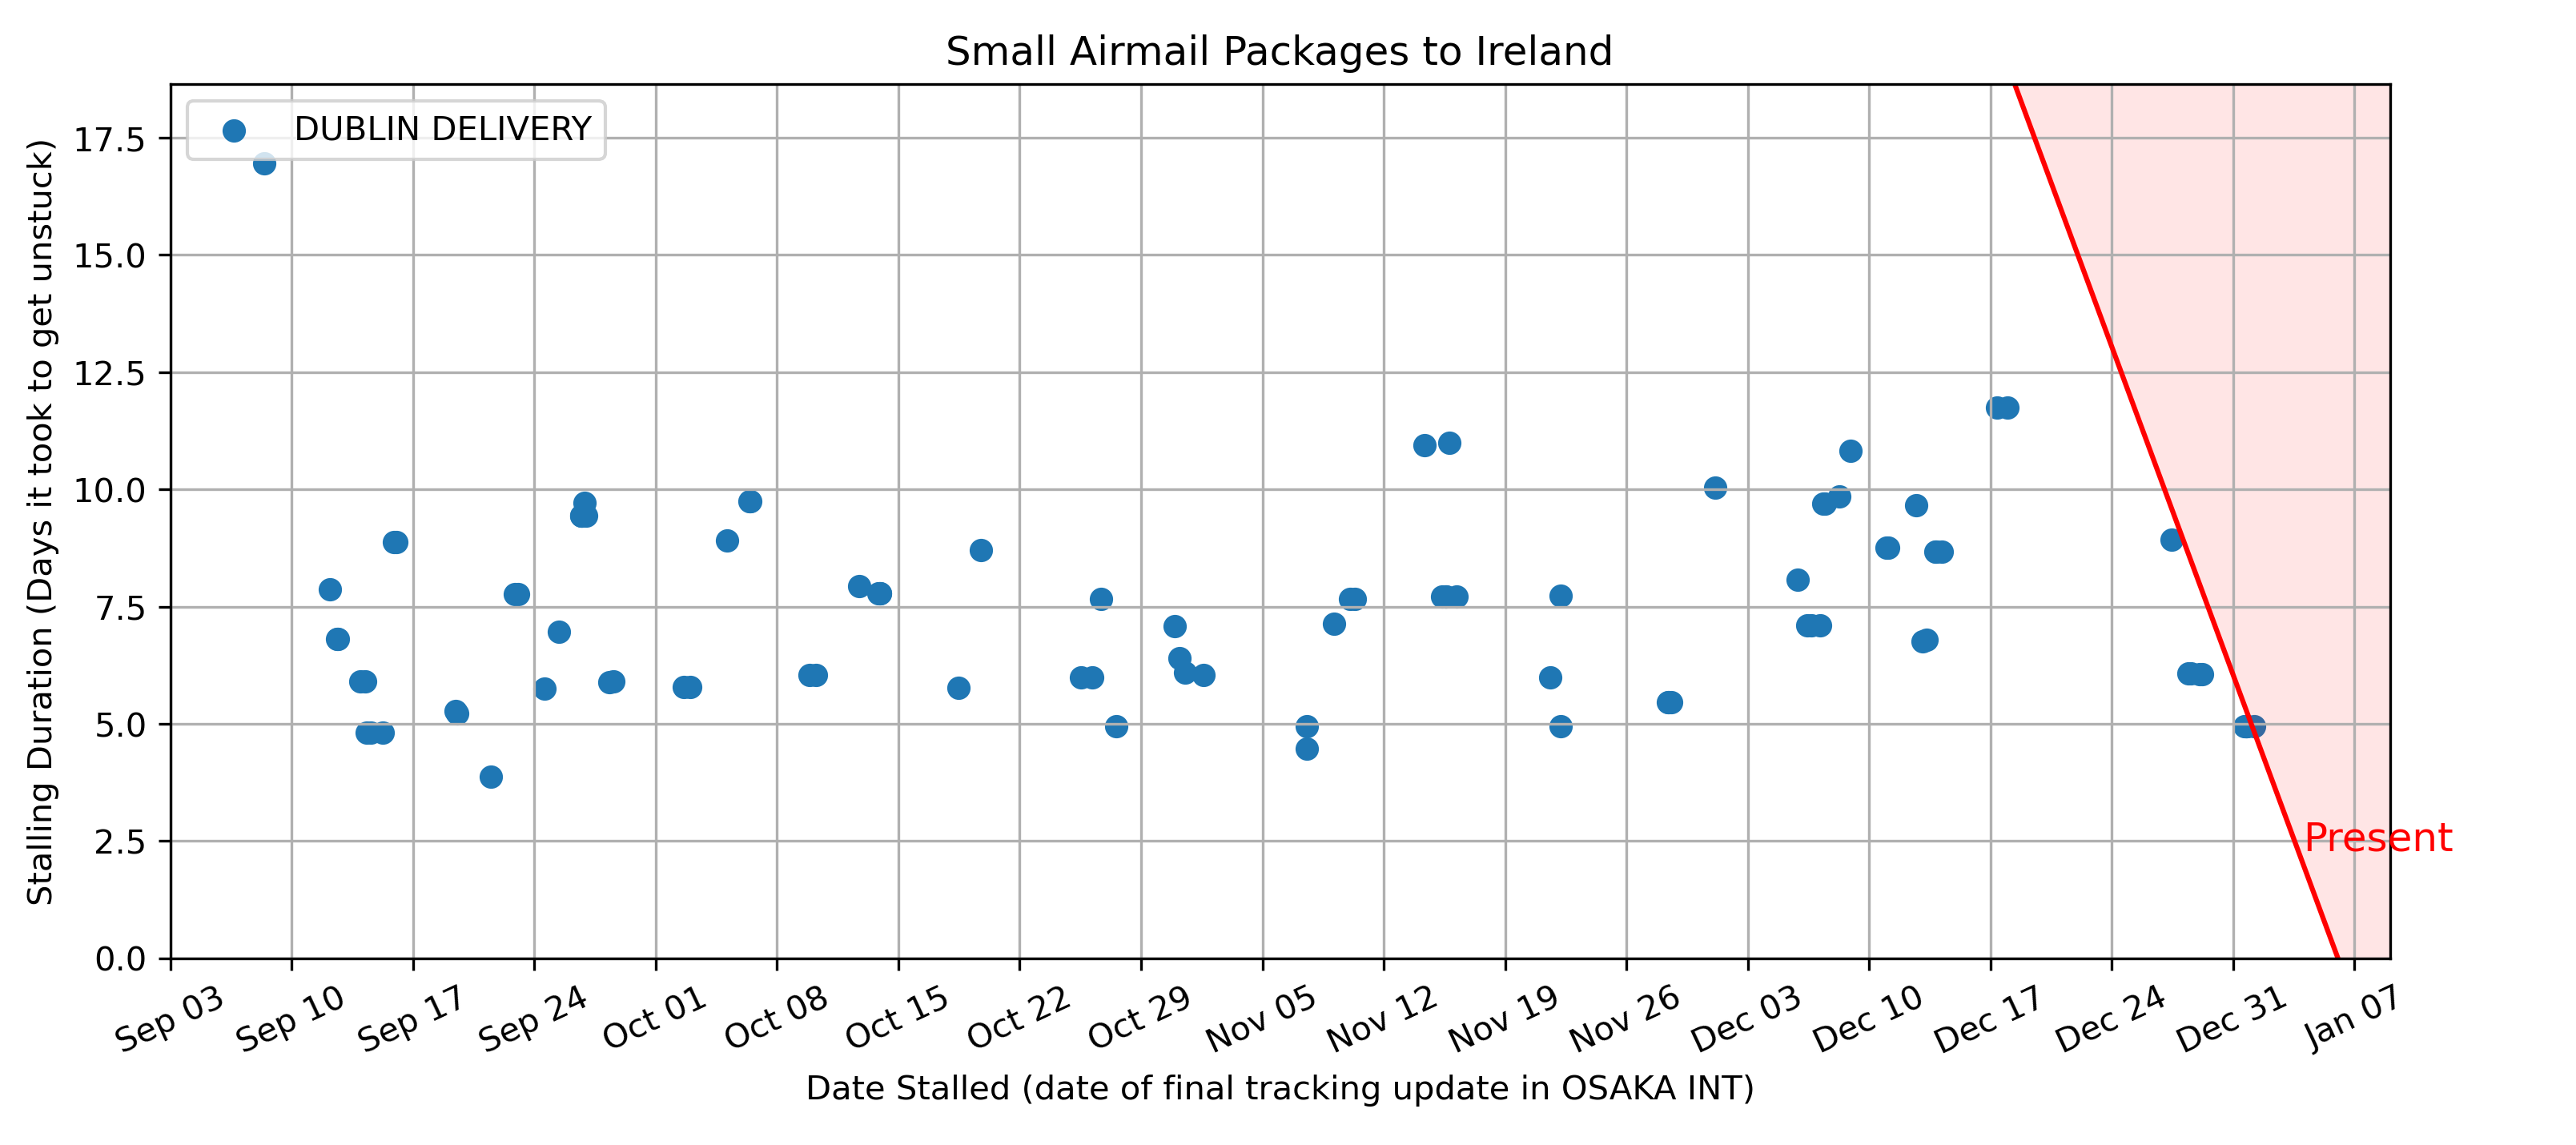 Small Airmail Packages to Ireland
DUBLIN DELIVERY
Stalling Duration (Days it took to get unstuck)
17.5
15.0
12.5
10.0
7.5
5.0
2.5
0.0
Present
Sep 03
Sep 10
Sep 17
Sep 24
Oct 01
Oct 08
Oct 15
Oct 22
Oct 29
Nov 05
Nov 12
Nov 19
Nov 26
Dec 03
Dec 10
Dec 17
Dec 24
Dec 31
Jan 07
Date Stalled (date of final tracking update in OSAKA INT)